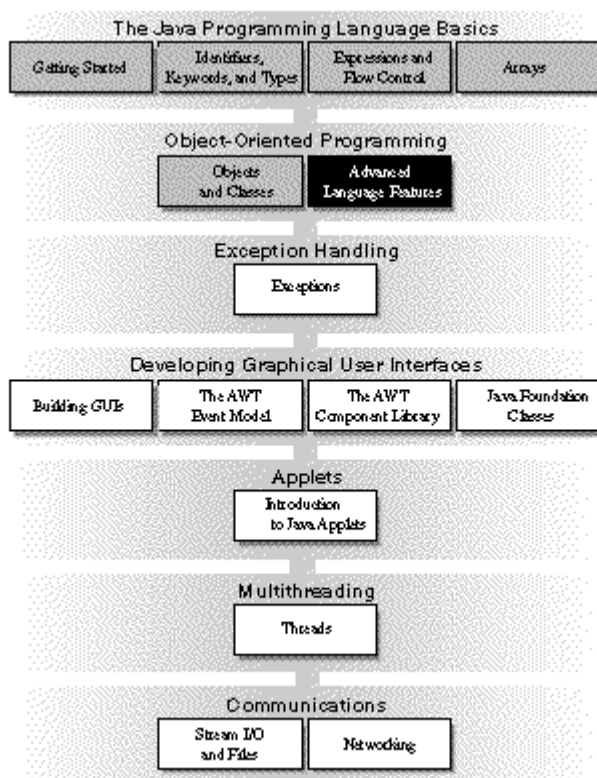 The Java Programming Language Basics
Getting Started
Identifiers,
Keywords, and Types
Expressions and
Flow Control
Arrays
Object-Oriented Programming
Objects
and Classes
Advanced
Language Features
Exception Handling
Exceptions
Developing Graphical User Interfaces
Building GUIs
The AWT
Event Model
The AWT
Component Library
Java Foundation
Classes
Applets
Introduction
to Java Applets
Multithreading
Threads
Communications
Stream I/O
and Files
Networking